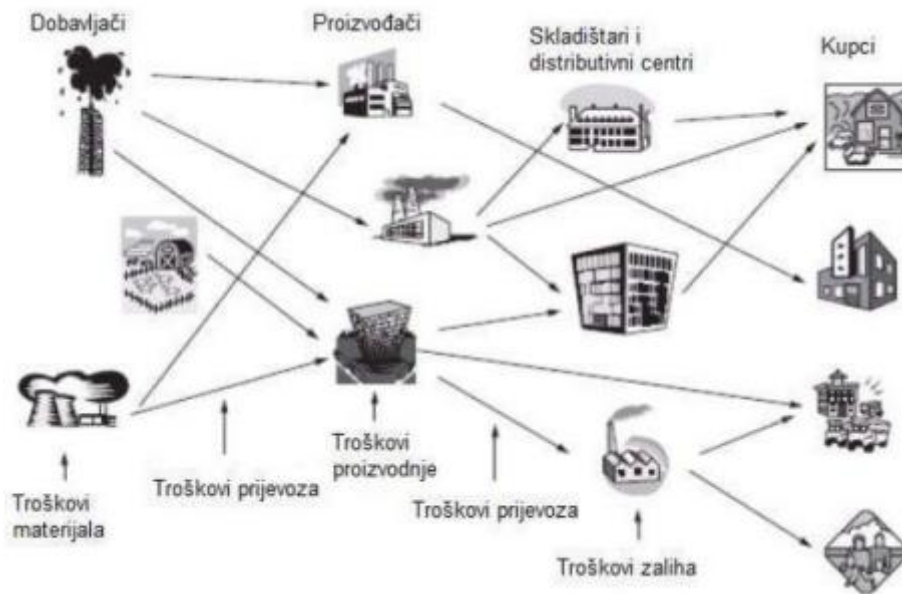 Dobavljači
Proizvođači
Skladištari i
distributivni centri
Kupci
Troškovi
materijala
Troškovi prijevoza
Troškovi
proizvodnje
Troškovi prijevoza
Troškovi zaliha